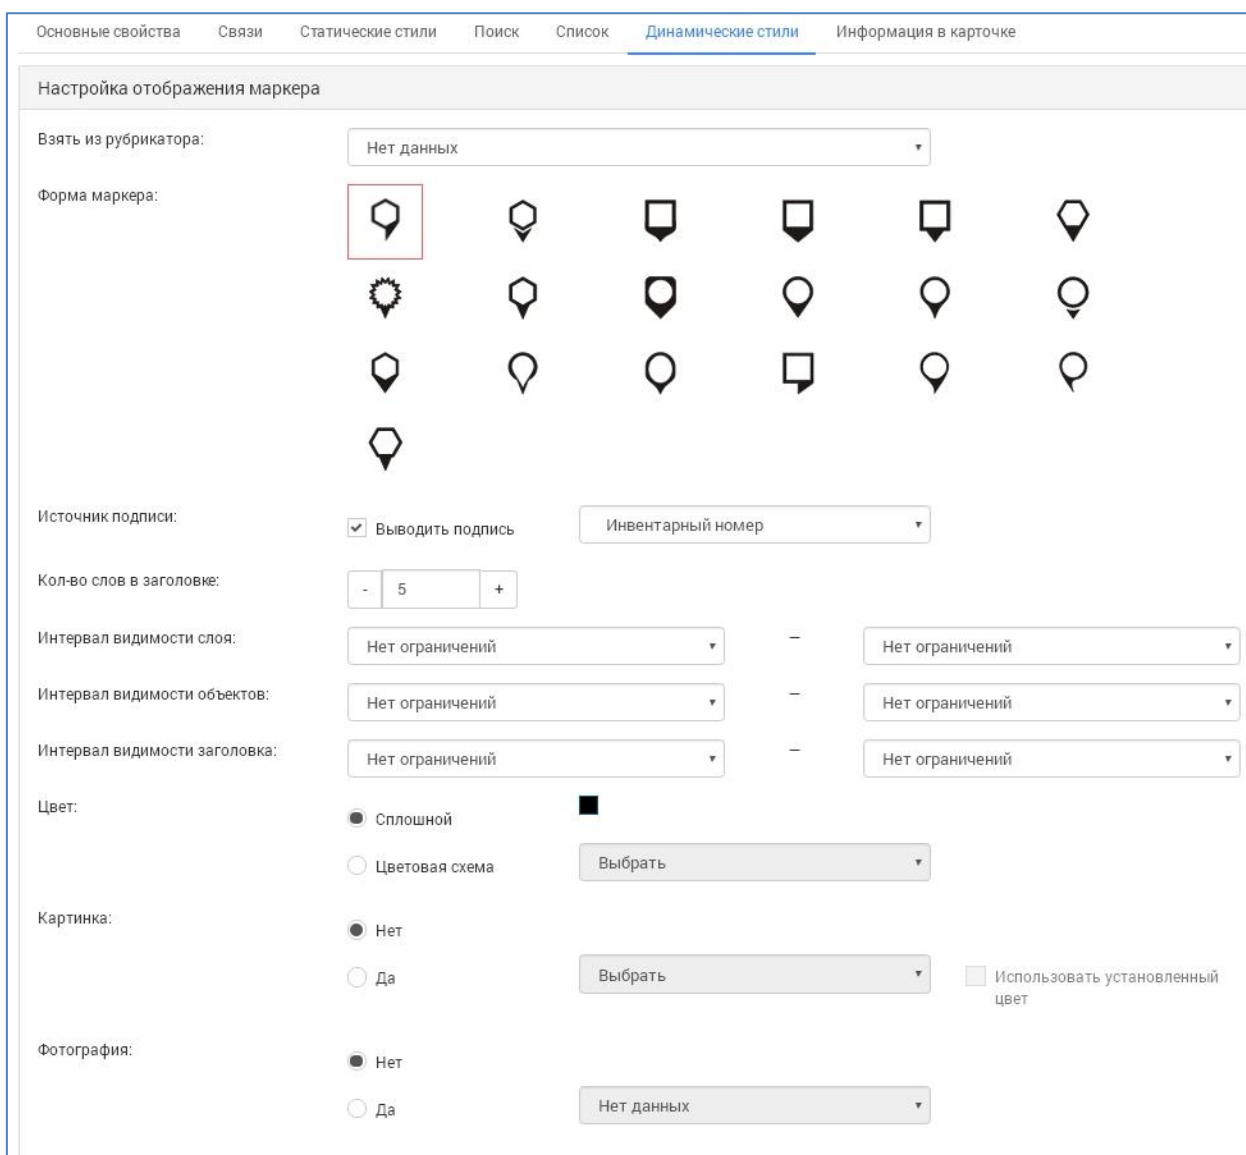 Основные свойства Связи Статические стили Поиск Список Динамические стили Информация в карточке
Настройка отображения маркера
Взять из рубрикатора: Нет данных
Форма маркера:
Источник подписи: Выводить подпись Инвентарный номер
Кол-во слов в заголовке: - 5 +
Интервал видимости слоя: Нет ограничений – Нет ограничений
Интервал видимости объектов: Нет ограничений – Нет ограничений
Интервал видимости заголовка: Нет ограничений – Нет ограничений
Цвет: Сплошной
Цветовая схема Выбрать
Картинка: Нет
Да Выбрать Использовать установленный
цвет
Фотография: Нет
Да Нет данных